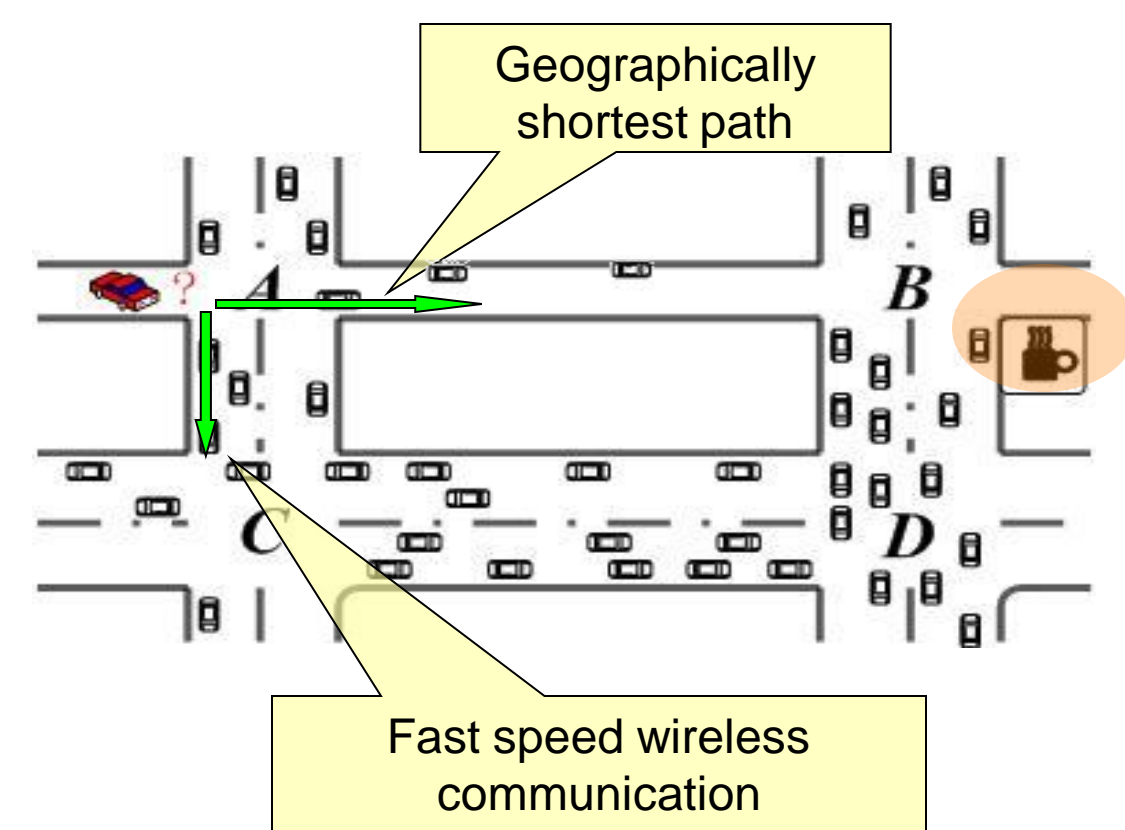 Geographically
shortest path
? A B
C D
Fast speed wireless
communication